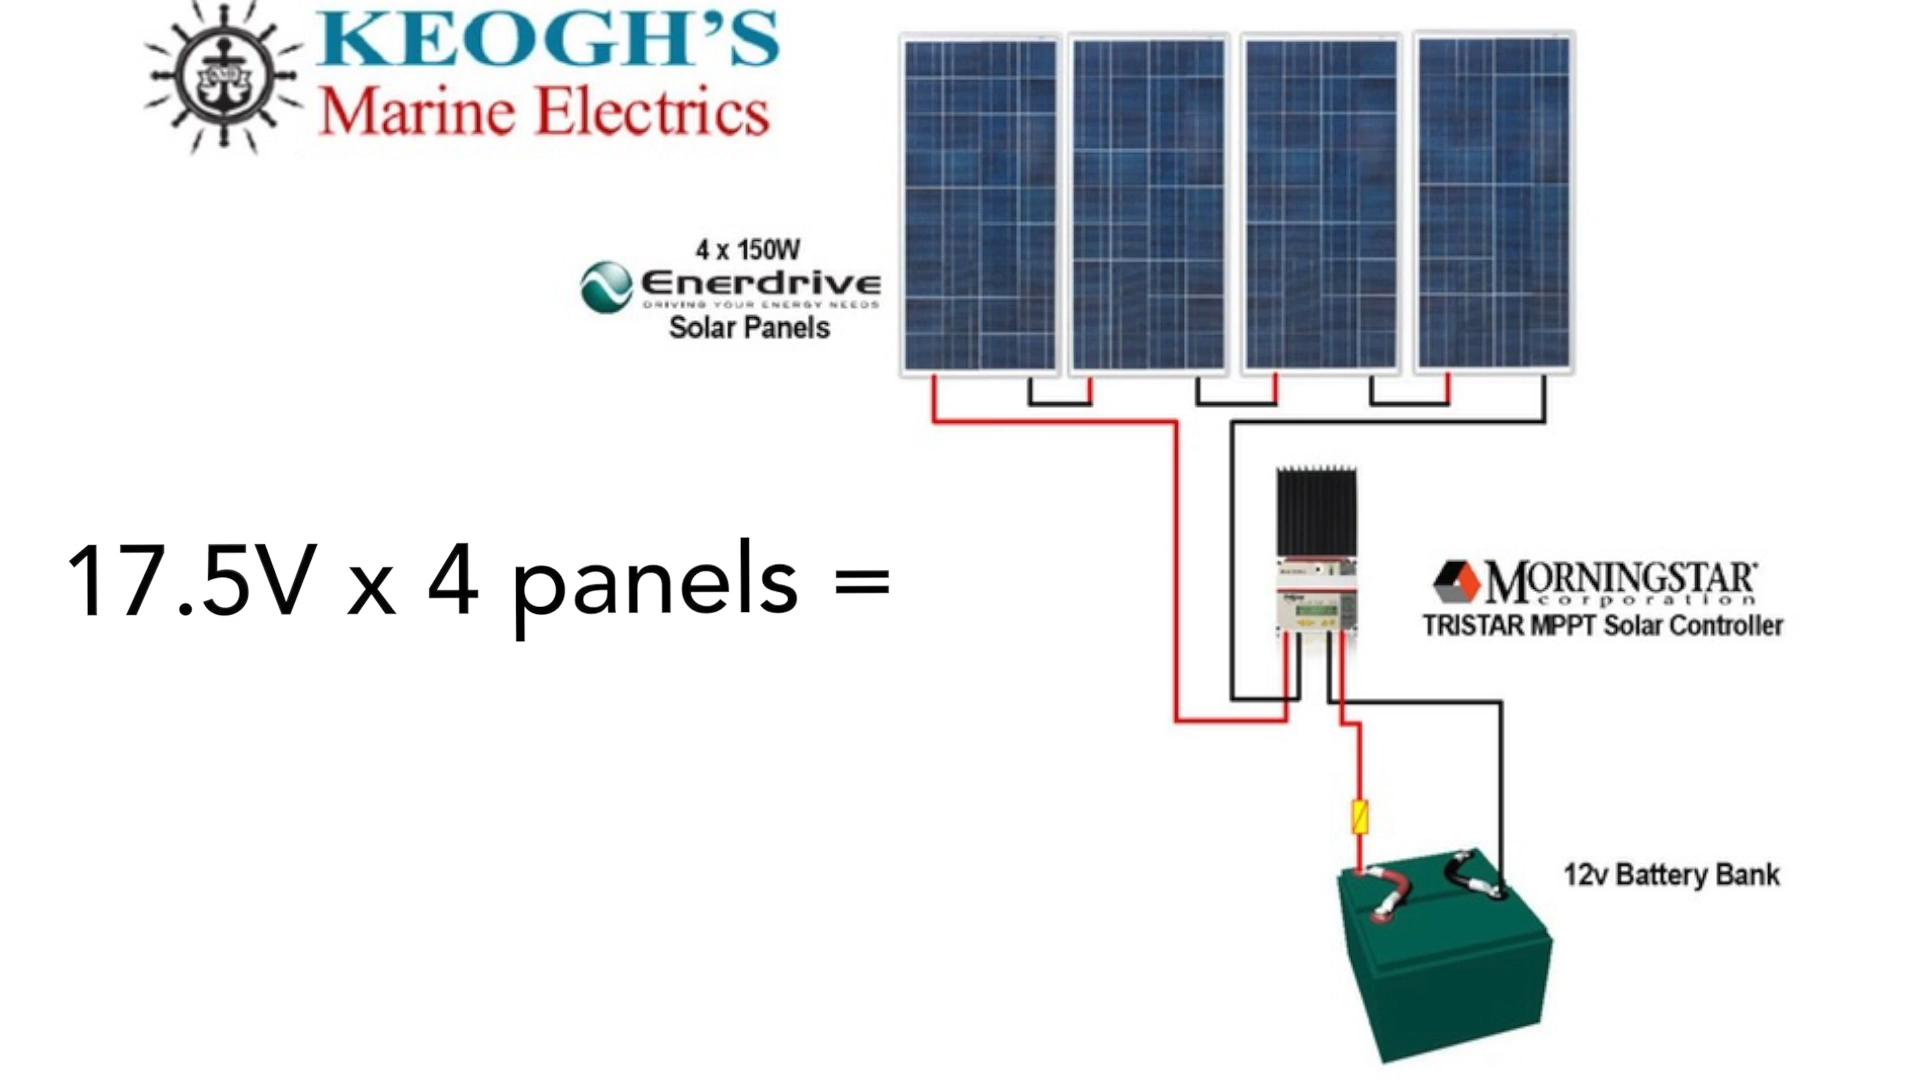 KEOGH'S
Marine Electrics
4 x 150W
Enerdrive
DRIVING YOUR ENERGY NEEDS
Solar Panels
17.5V x 4 panels =
MORNINGSTAR
corporation
TRISTAR MPPT Solar Controller
12v Battery Bank